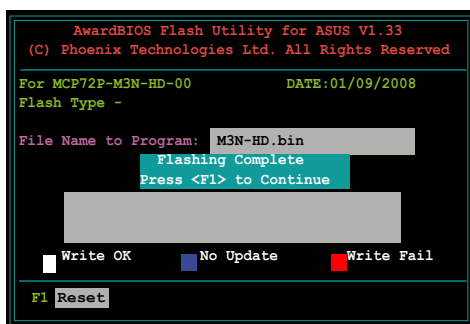 AwardBIOS Flash Utility for ASUS V1.33
(C) Phoenix Technologies Ltd. All Rights Reserved
For MCP72P-M3N-HD-00 DATE:01/09/2008
Flash Type -
File Name to Program: M3N-HD.bin
Flashing Complete
Press <F1> to Continue
Write OK No Update Write Fail
F1 Reset